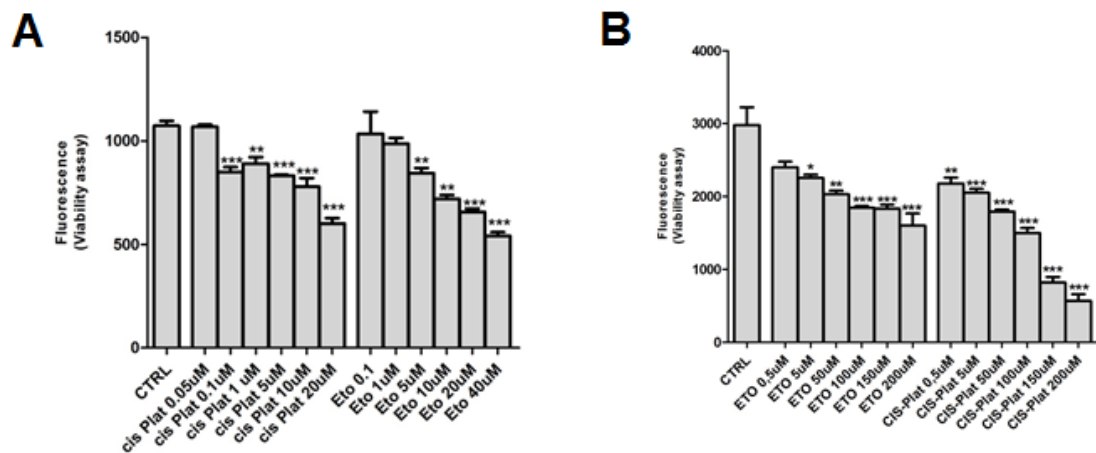 A
B
1500
1000
500
0
Fluorescence
(Viability assay)
***
**
***
***
***
**
**
***
***
CTRL
cis Plat 0.05uM
cis Plat 0.1uM
cis Plat 1 uM
cis Plat 5uM
cis Plat 10uM
cis Plat 20uM
Eto 0.1
Eto 1uM
Eto 5uM
Eto 10uM
Eto 20uM
Eto 40uM
4000
3000
2000
1000
0
Fluorescence
(Viability assay)
*
**
***
***
***
**
***
***
***
***
***
CTRL
ETO 0,5uM
ETO 5uM
ETO 50uM
ETO 100uM
ETO 150uM
ETO 200uM
CIS-Plat 0,5uM
CIS-Plat 5uM
CIS-Plat 50uM
CIS-Plat 100uM
CIS-Plat 150uM
CIS-Plat 200uM